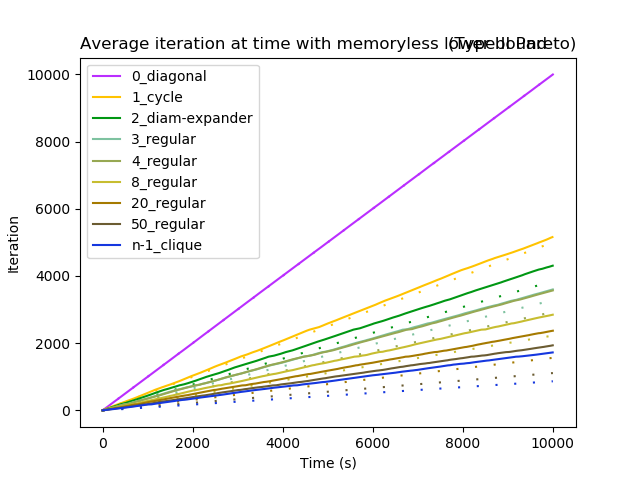 Average iteration at time with memoryless lower bound (Type II Pareto)
10000
8000
6000
4000
2000
0
Iteration
0_diagonal
1_cycle
2_diam-expander
3_regular
4_regular
8_regular
20_regular
50_regular
n-1_clique
0 2000 4000 6000 8000 10000
Time (s)